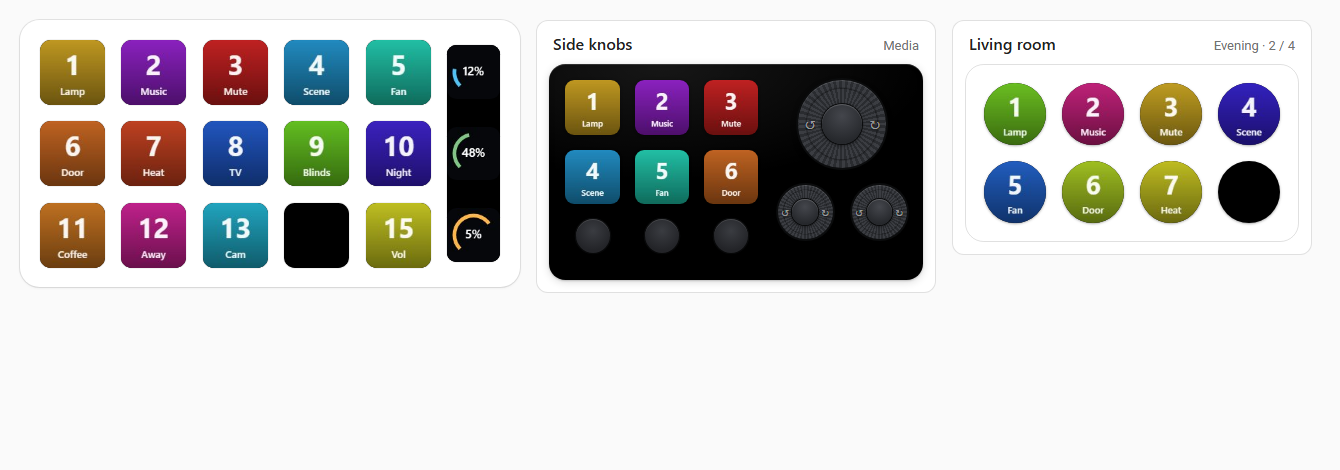 1 2 3 4 5
Lamp Music Mute Scene Fan
12%
6 7 8 9 10
Door Heat TV Blinds Night
48%
11 12 13 15
Coffee Away Cam Vol
5%
Side knobs Media
1 2 3
Lamp Music Mute
4 5 6
Scene Fan Door
Living room Evening · 2 / 4
1 2 3 4
Lamp Music Mute Scene
5 6 7
Fan Door Heat